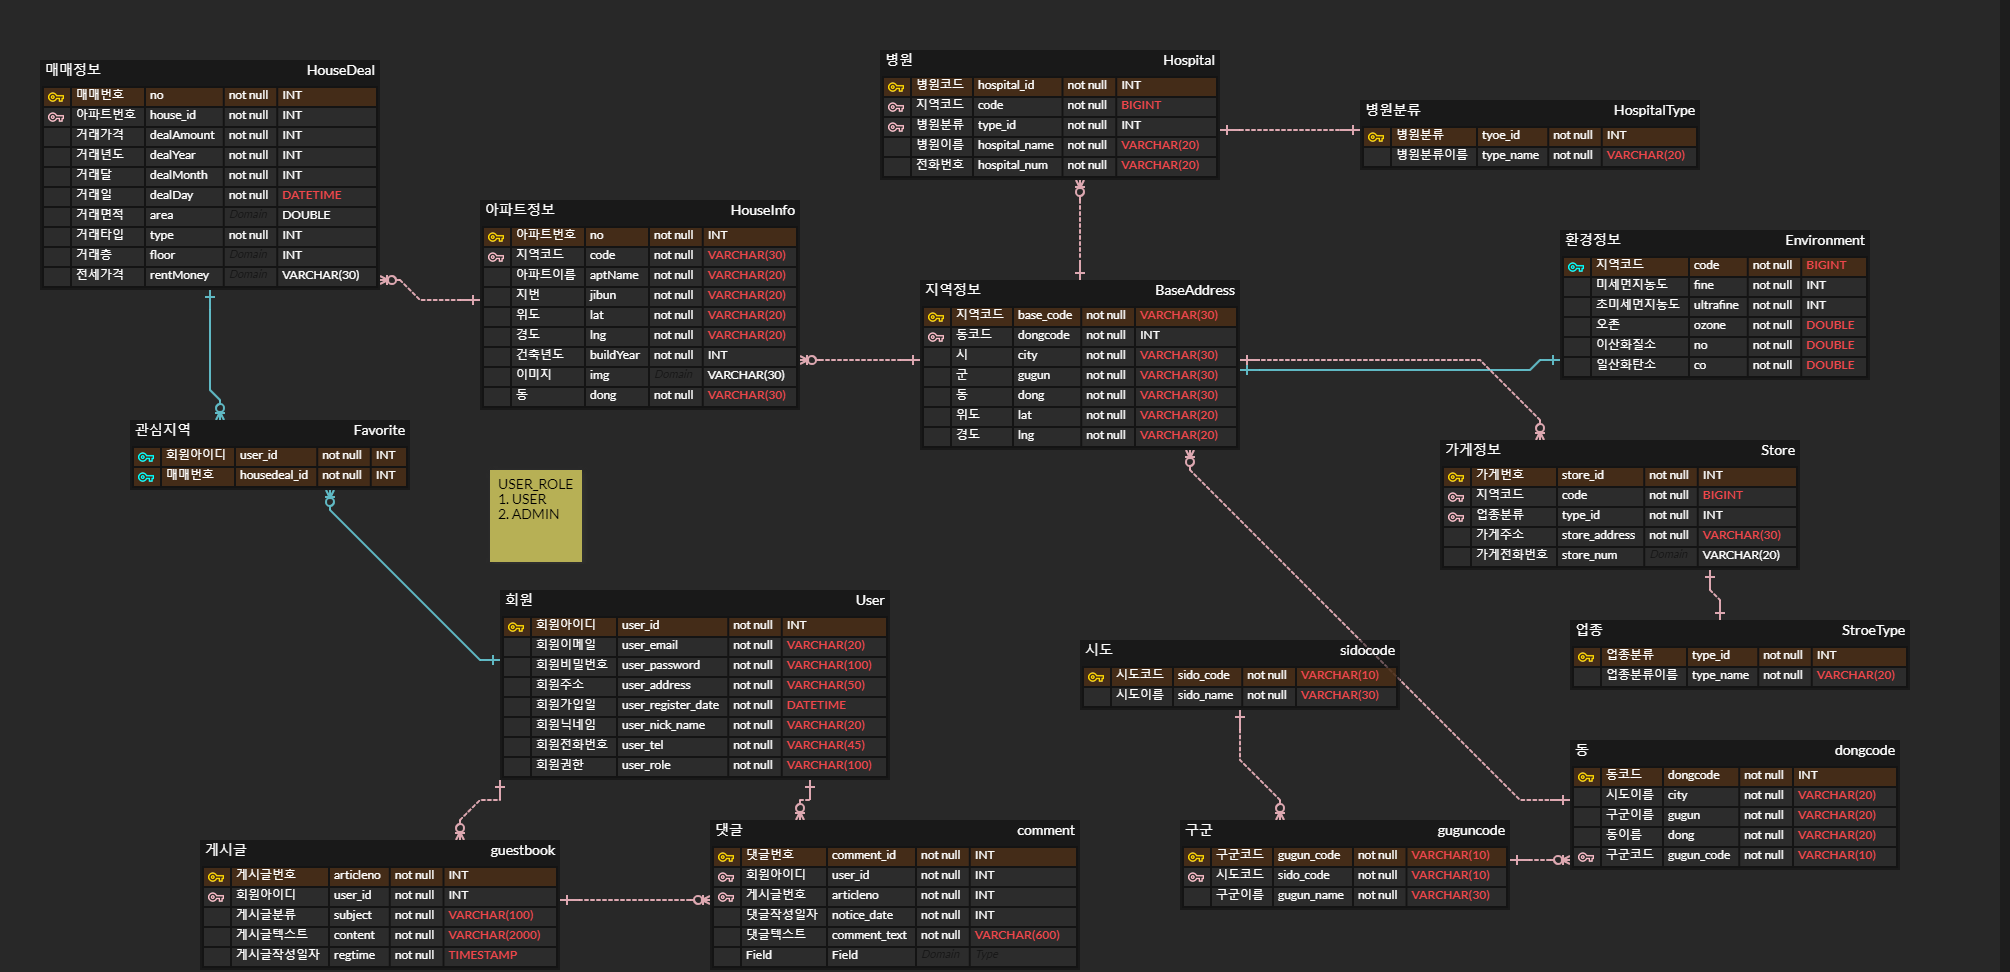 매매정보 HouseDeal
매매번호 no not null INT
아파트번호 house_id not null INT
거래가격 dealAmount not null INT
거래년도 dealYear not null INT
거래달 dealMonth not null INT
거래일 dealDay not null DATETIME
거래면적 area Domain DOUBLE
거래타입 type not null INT
거래층 floor Domain INT
전세가격 rentMoney Domain VARCHAR(30)
병원 Hospital
병원코드 hospital_id not null INT
지역코드 code not null BIGINT
병원분류 type_id not null INT
병원이름 hospital_name not null VARCHAR(20)
전화번호 hospital_num not null VARCHAR(20)
병원분류 HospitalType
병원분류 tyoe_id not null INT
병원분류이름 type_name not null VARCHAR(20)
아파트정보 HouseInfo
아파트번호 no not null INT
지역코드 code not null VARCHAR(30)
아파트이름 aptName not null VARCHAR(20)
지번 jibun not null VARCHAR(20)
위도 lat not null VARCHAR(20)
경도 lng not null VARCHAR(20)
건축년도 buildYear not null INT
이미지 img Domain VARCHAR(30)
동 dong not null VARCHAR(30)
환경정보 Environment
지역코드 code not null BIGINT
미세먼지농도 fine not null INT
초미세먼지농도 ultrafine not null INT
오존 ozone not null DOUBLE
이산화질소 no not null DOUBLE
일산화탄소 co not null DOUBLE
지역정보 BaseAddress
지역코드 base_code not null VARCHAR(30)
동코드 dongcode not null INT
시 city not null VARCHAR(30)
군 gugun not null VARCHAR(30)
동 dong not null VARCHAR(30)
위도 lat not null VARCHAR(20)
경도 lng not null VARCHAR(20)
관심지역 Favorite
회원아이디 user_id not null INT
매매번호 housedeal_id not null INT
USER_ROLE
1. USER
2. ADMIN
가게정보 Store
가게번호 store_id not null INT
지역코드 code not null BIGINT
업종분류 type_id not null INT
가게주소 store_address not null VARCHAR(30)
가게전화번호 store_num Domain VARCHAR(20)
회원 User
회원아이디 user_id not null INT
회원이메일 user_email not null VARCHAR(20)
회원비밀번호 user_password not null VARCHAR(100)
회원주소 user_address not null VARCHAR(50)
회원가입일 user_register_date not null DATETIME
회원닉네임 user_nick_name not null VARCHAR(20)
회원전화번호 user_tel not null VARCHAR(45)
회원권한 user_role not null VARCHAR(100)
업종 StroeType
업종분류 type_id not null INT
업종분류이름 type_name not null VARCHAR(20)
시도 sidocode
시도코드 sido_code not null VARCHAR(10)
시도이름 sido_name not null VARCHAR(30)
동 dongcode
동코드 dongcode not null INT
시도이름 city not null VARCHAR(20)
구군이름 gugun not null VARCHAR(20)
동이름 dong not null VARCHAR(20)
구군코드 gugun_code not null VARCHAR(10)
게시글 guestbook
게시글번호 articleno not null INT
회원아이디 user_id not null INT
게시글분류 subject not null VARCHAR(100)
게시글텍스트 content not null VARCHAR(2000)
게시글작성일자 regtime not null TIMESTAMP
댓글 comment
댓글번호 comment_id not null INT
회원아이디 user_id not null INT
게시글번호 articleno not null INT
댓글작성일자 notice_date not null INT
댓글텍스트 comment_text not null VARCHAR(600)
Field Field Domain Type
구군 guguncode
구군코드 gugun_code not null VARCHAR(10)
시도코드 sido_code not null VARCHAR(10)
구군이름 gugun_name not null VARCHAR(30)